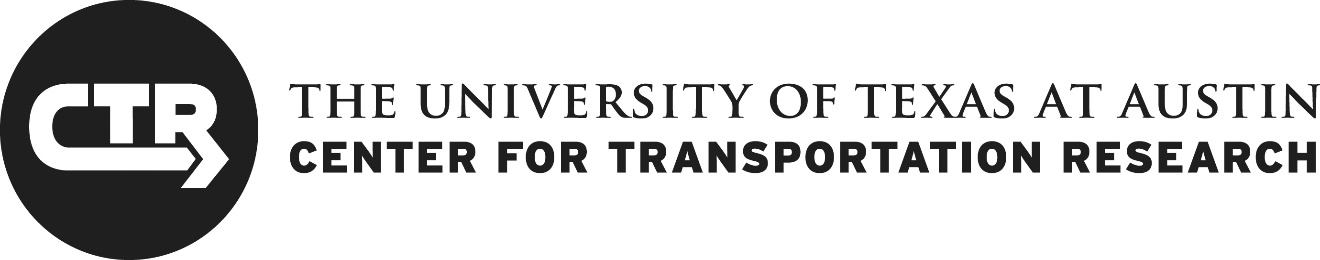 CTR
THE UNIVERSITY OF TEXAS AT AUSTIN
CENTER FOR TRANSPORTATION RESEARCH